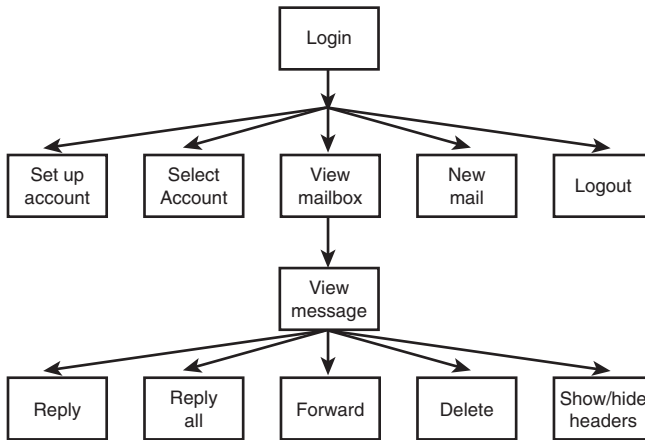 Login
Set up
account
Select
Account
View
mailbox
New
mail
Logout
View
message
Reply
Reply
all
Forward
Delete
Show/hide
headers